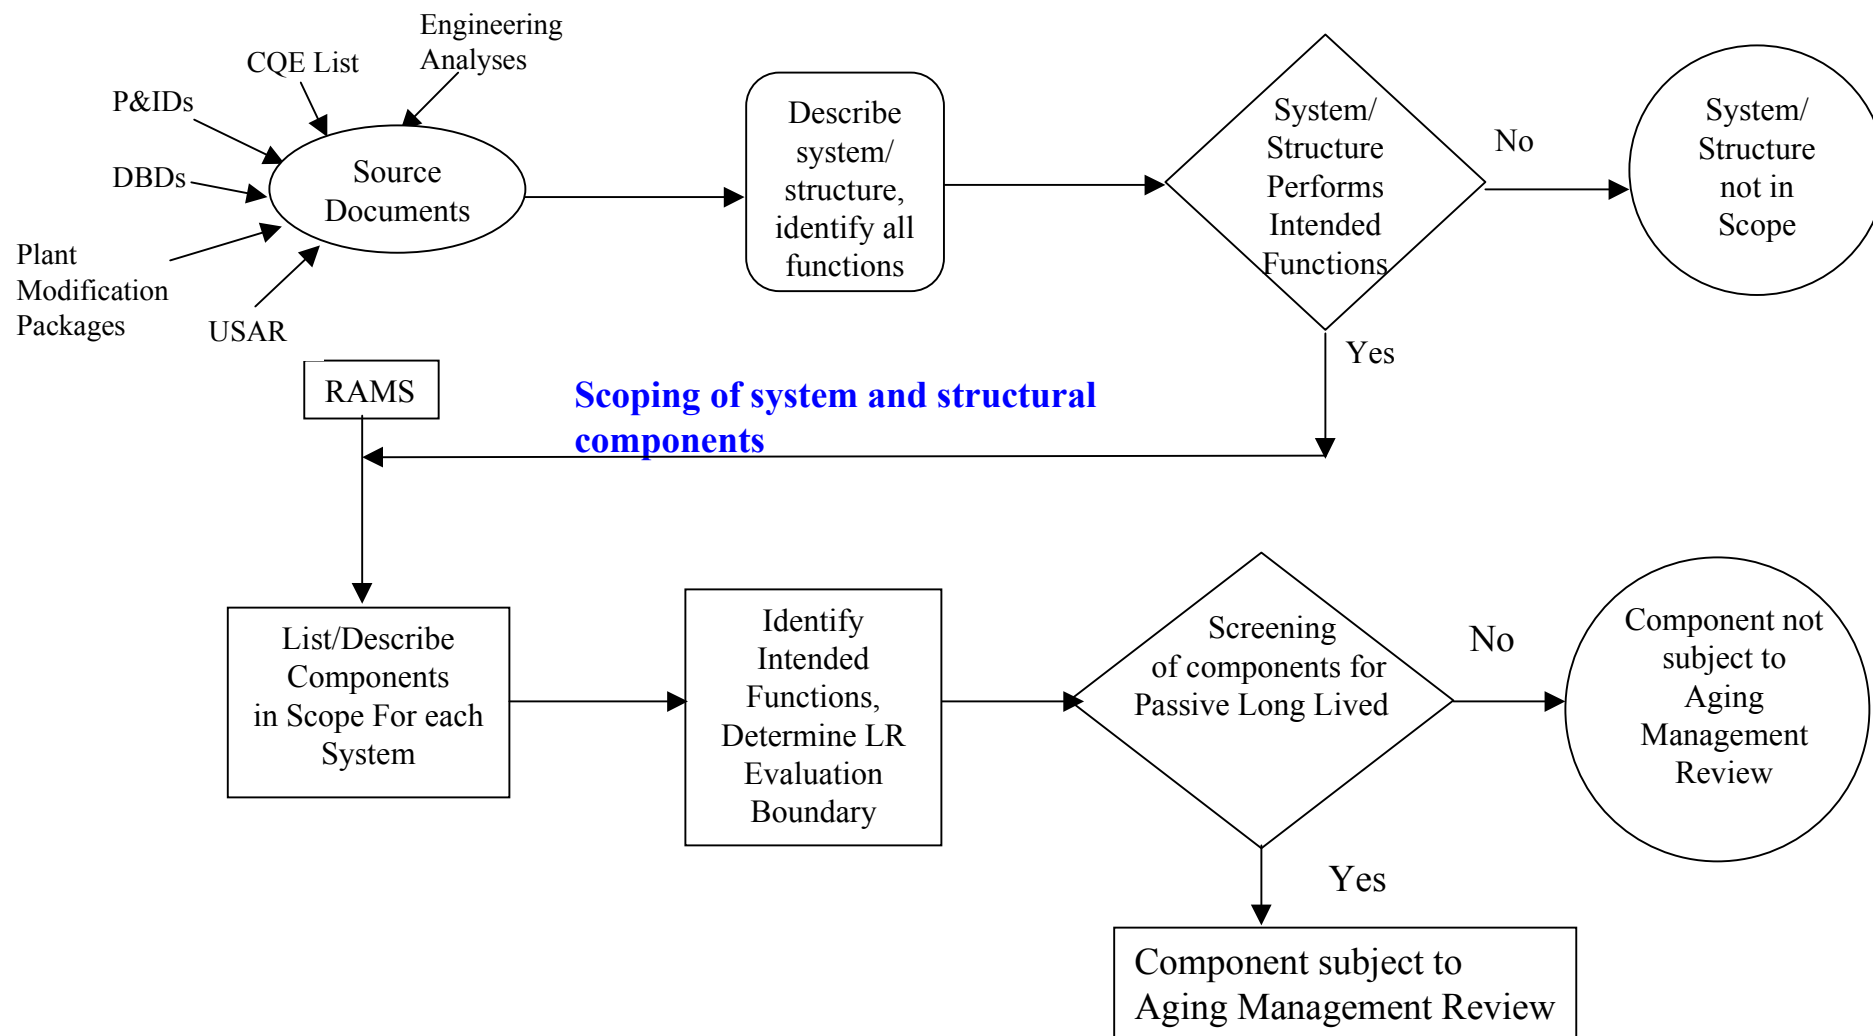 Engineering
Analyses
CQE List
P&IDs
DBDs
Plant
Modification
Packages
USAR
Source
Documents
Describe
system/
structure,
identify all
functions
System/
Structure
Performs
Intended
Functions
No
System/
Structure
not in
Scope
Yes
RAMS
Scoping of system and structural
components
List/Describe
Components
in Scope For each
System
Identify
Intended
Functions,
Determine LR
Evaluation
Boundary
Screening
of components for
Passive Long Lived
No
Component not
subject to
Aging
Management
Review
Yes
Component subject to
Aging Management Review